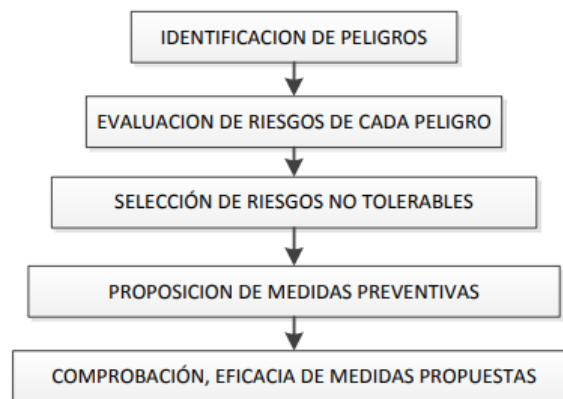 IDENTIFICACION DE PELIGROS
EVALUACION DE RIESGOS DE CADA PELIGRO
SELECCIÓN DE RIESGOS NO TOLERABLES
PROPOSICION DE MEDIDAS PREVENTIVAS
COMPROBACIÓN, EFICACIA DE MEDIDAS PROPUESTAS